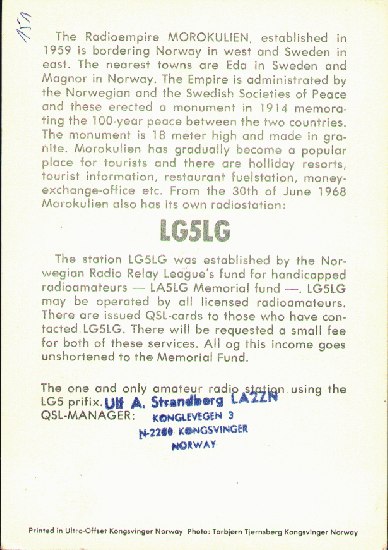 151
The Radioempire MOROKULIEN, established in
1959 is bordering Norway in west and Sweden in
east. The nearest towns are Eda in Sweden and
Magnor in Norway. The Empire is administrated by
the Norwegian and the Swedish Societies of Peace
and these erected a monument in 1914 memora-
ting the 100-year peace between the two countries.
The monument is 18 meter high and made in gra-
nite. Morokulien has gradually become a popular
place for tourists and there are holliday resorts,
tourist information, restaurant fuelstation, money-
exchange-office etc. From the 30th of June 1968
Morokulien also has its own radiostation:
LG5LG
The station LG5LG was established by the Nor-
wegian Radio Relay League's fund for handicapped
radioamateurs — LA5LG Memorial fund —. LG5LG
may be operated by all licensed radioamateurs.
There are issued QSL-cards to those who have con-
tacted LG5LG. There will be requested a small fee
for both of these services. All og this income goes
unshortened to the Memorial Fund.
The one and only amateur radio station using the
LG5 prifix. Ulf A. Strandberg LA2ZN
QSL-MANAGER: KONGLEVEGEN 3
N-2200 KONGSVINGER
NORWAY
Printed in Ultra-Offset Kongsvinger Norway Photo: Torbjørn Tjernsberg Kongsvinger Norway